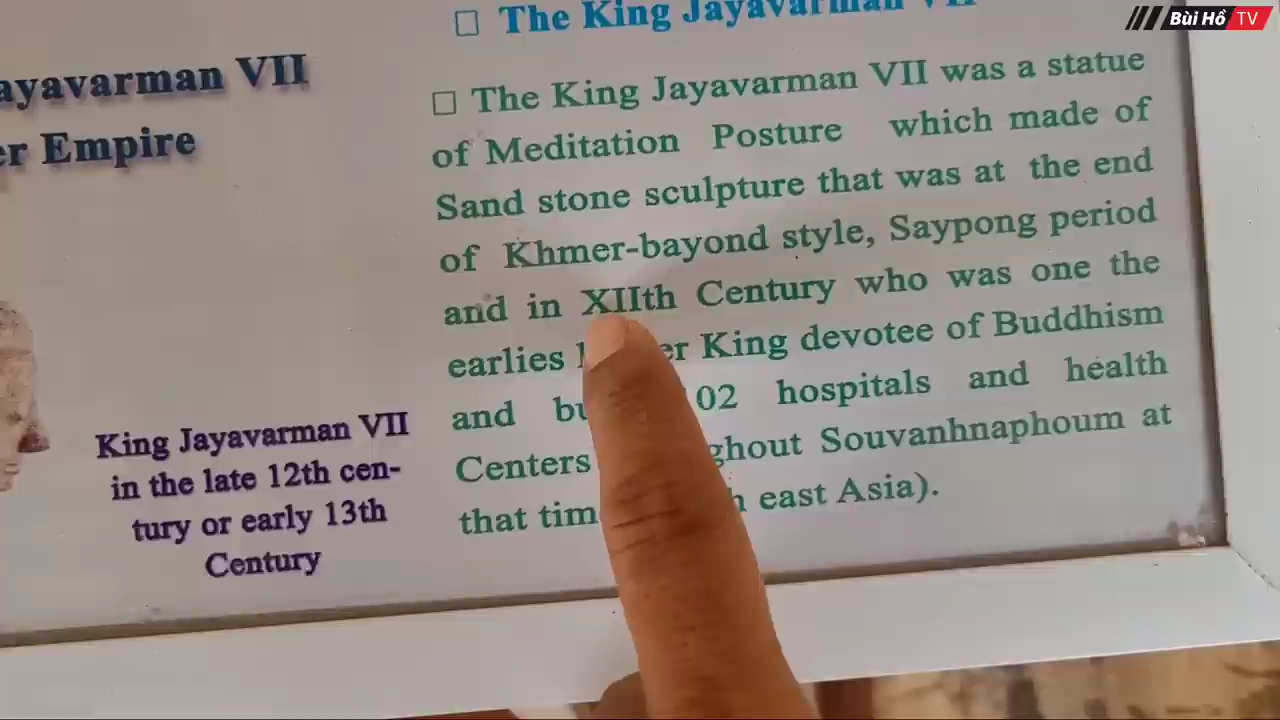 The King Jayavarman VII
Bùi Hồ TV
ayavarman VII
er Empire
The King Jayavarman VII was a statue
of Meditation Posture which made of
Sand stone sculpture that was at the end
of Khmer-bayond style, Saypong period
and in XIIth Century who was one the
earlies King devotee of Buddhism
and 02 hospitals and health
Centers Souvanhnaphoum at
that east Asia).
King Jayavarman VII
in the late 12th cen-
tury or early 13th
Century